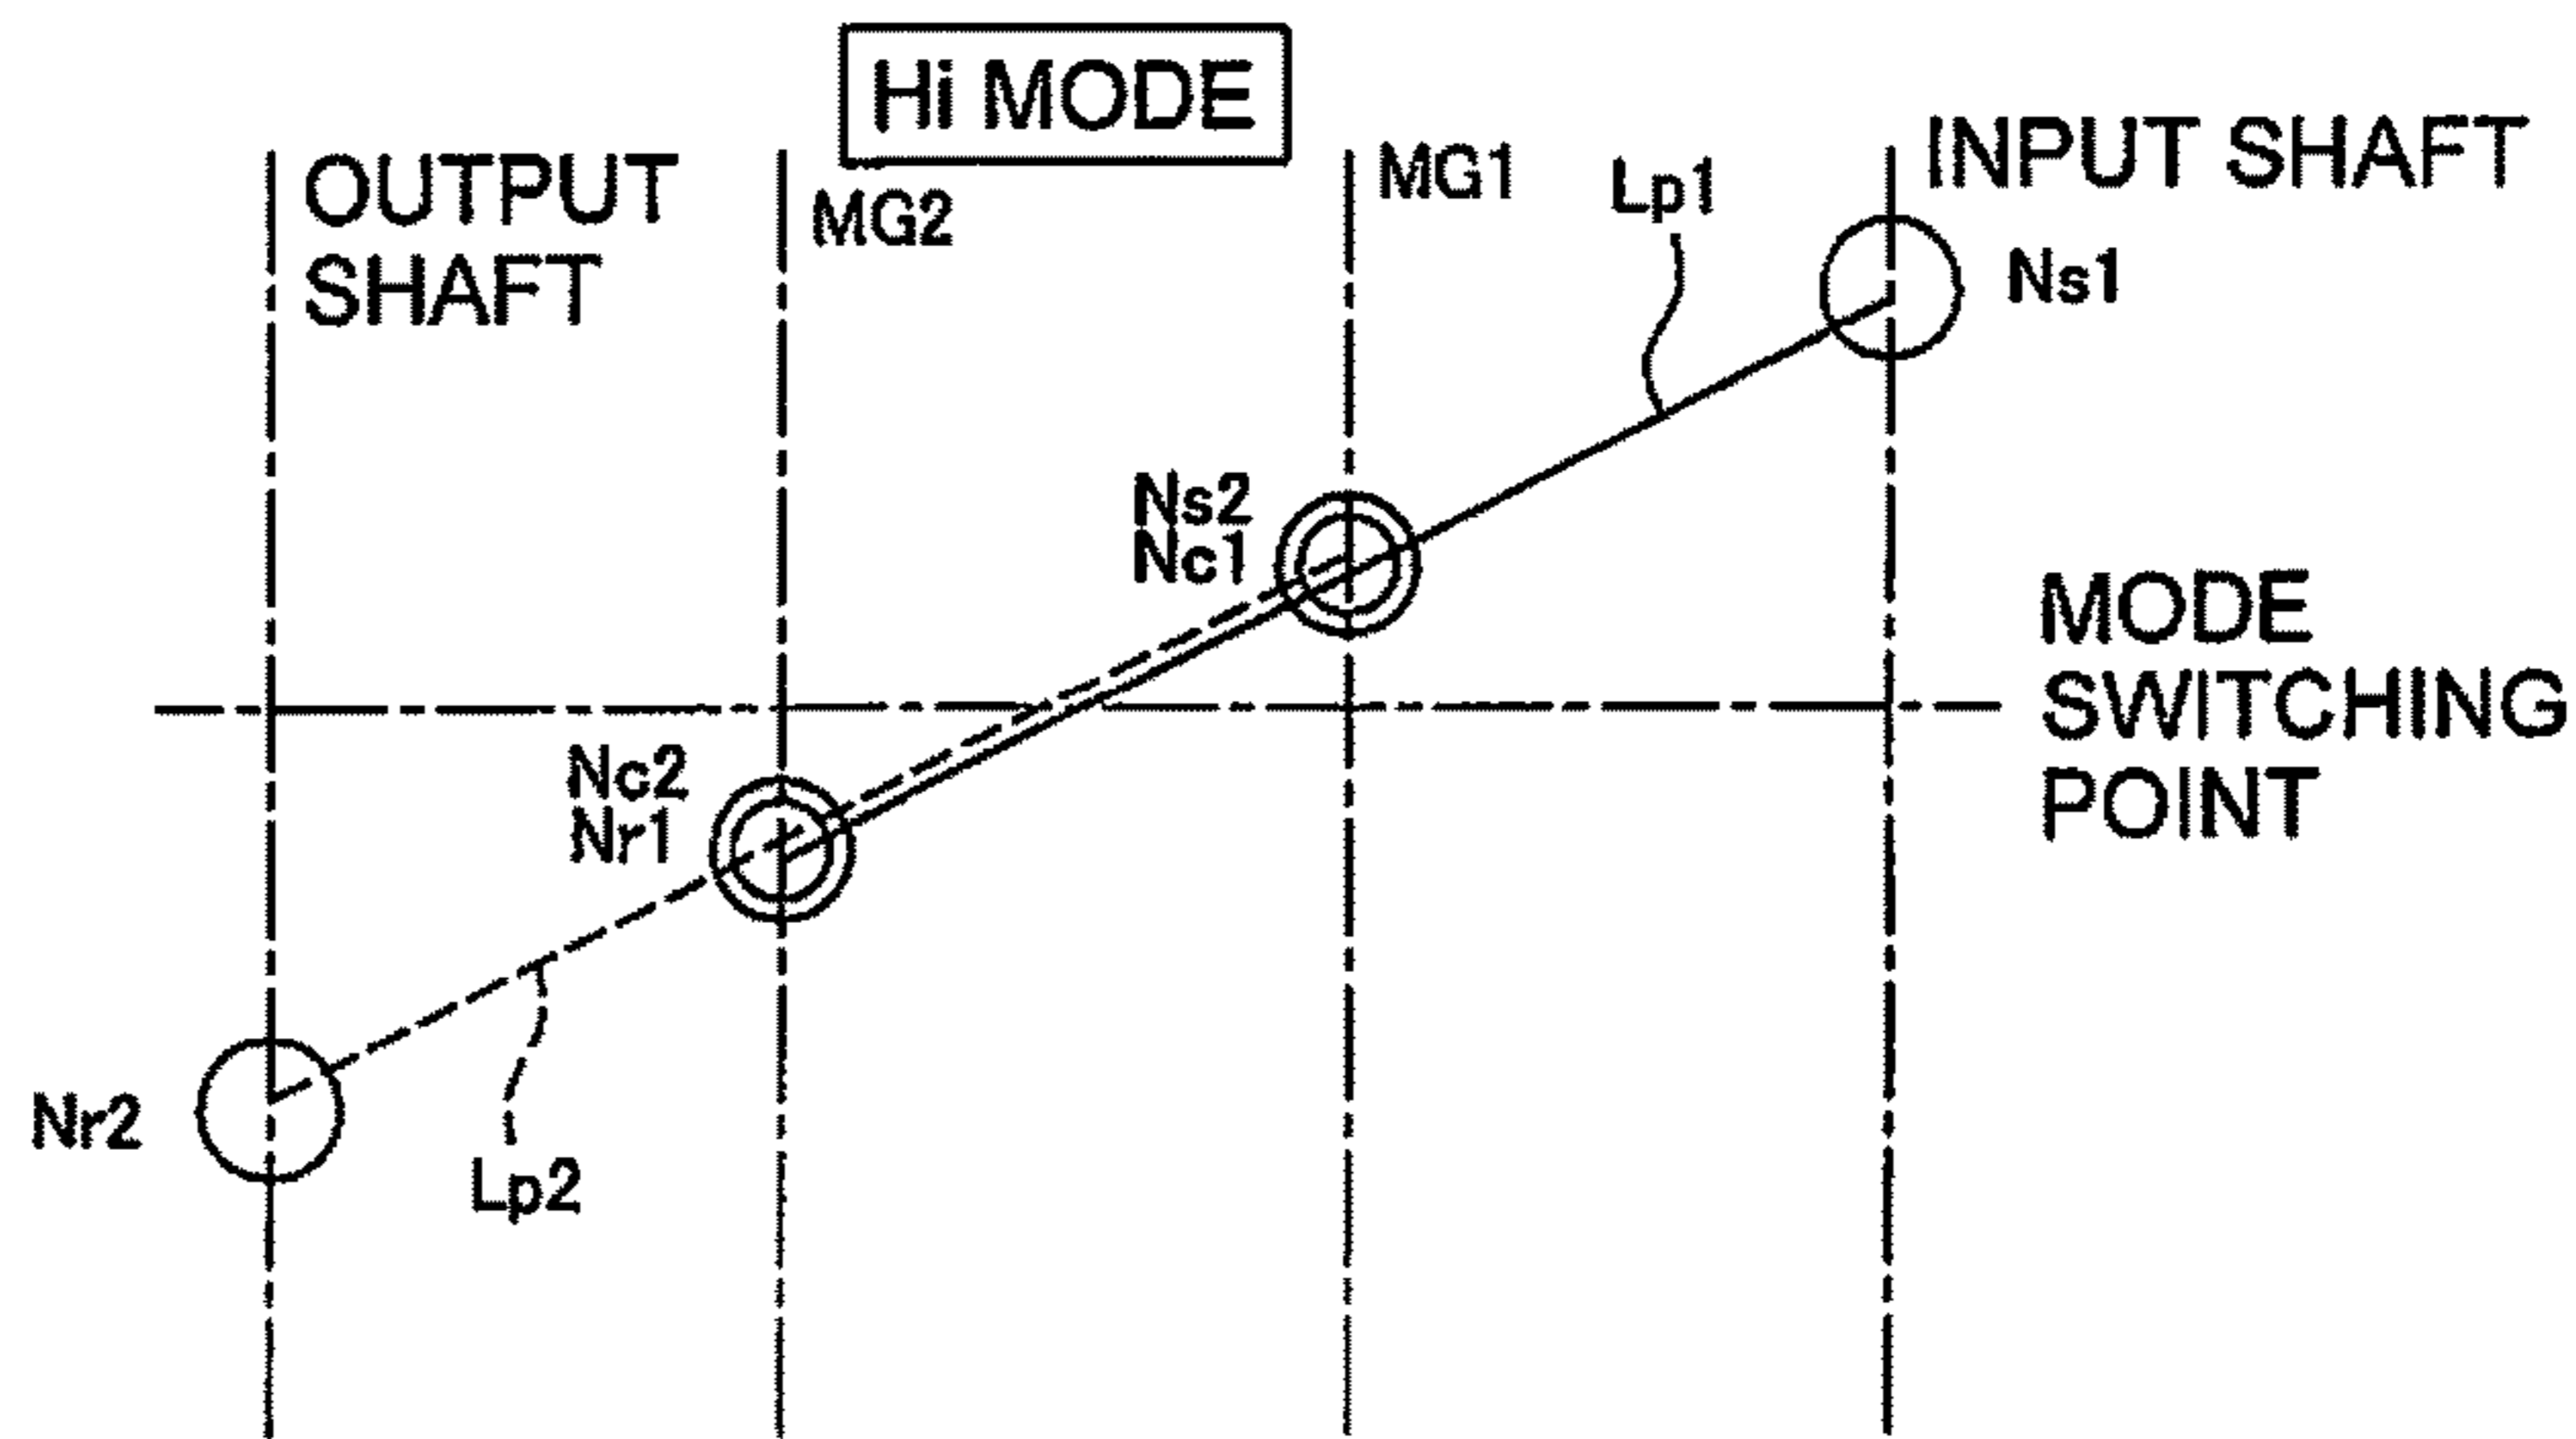 Hi MODE
OUTPUT
SHAFT
MG2
MG1
Lp1
INPUT SHAFT
Ns1
Ns2
Nc1
MODE
SWITCHING
POINT
Nc2
Nr1
Nr2
Lp2